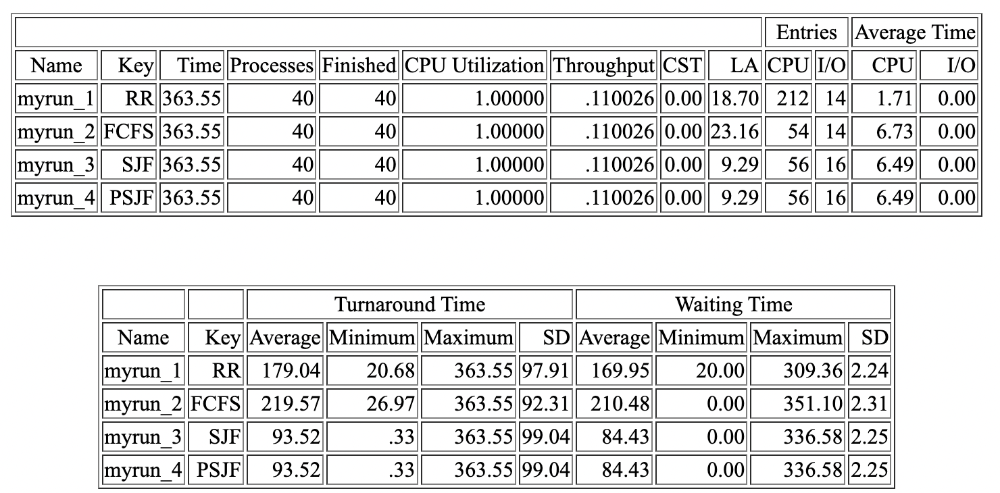 Entries Average Time
Name Key Time Processes Finished CPU Utilization Throughput CST LA CPU I/O CPU I/O
myrun_1 RR 363.55 40 40 1.00000 .110026 0.00 18.70 212 14 1.71 0.00
myrun_2 FCFS 363.55 40 40 1.00000 .110026 0.00 23.16 54 14 6.73 0.00
myrun_3 SJF 363.55 40 40 1.00000 .110026 0.00 9.29 56 16 6.49 0.00
myrun_4 PSJF 363.55 40 40 1.00000 .110026 0.00 9.29 56 16 6.49 0.00
Turnaround Time Waiting Time
Name Key Average Minimum Maximum SD Average Minimum Maximum SD
myrun_1 RR 179.04 20.68 363.55 97.91 169.95 20.00 309.36 2.24
myrun_2 FCFS 219.57 26.97 363.55 92.31 210.48 0.00 351.10 2.31
myrun_3 SJF 93.52 .33 363.55 99.04 84.43 0.00 336.58 2.25
myrun_4 PSJF 93.52 .33 363.55 99.04 84.43 0.00 336.58 2.25